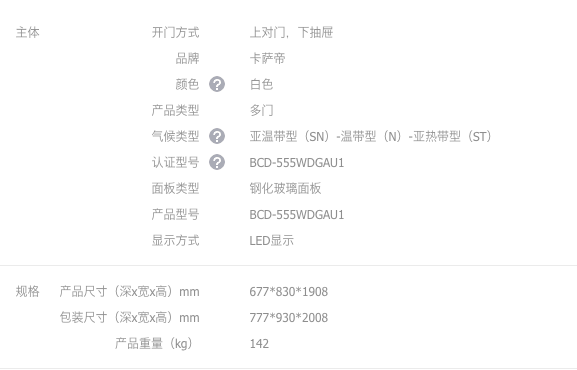 主体 开门方式 上对门，下抽屉
品牌 卡萨帝
颜色 ? 白色
产品类型 多门
气候类型 ? 亚温带型（SN）-温带型（N）-亚热带型（ST）
认证型号 ? BCD-555WDGAU1
面板类型 钢化玻璃面板
产品型号 BCD-555WDGAU1
显示方式 LED显示
规格 产品尺寸（深x宽x高）mm 677*830*1908
包装尺寸（深x宽x高）mm 777*930*2008
产品重量（kg） 142